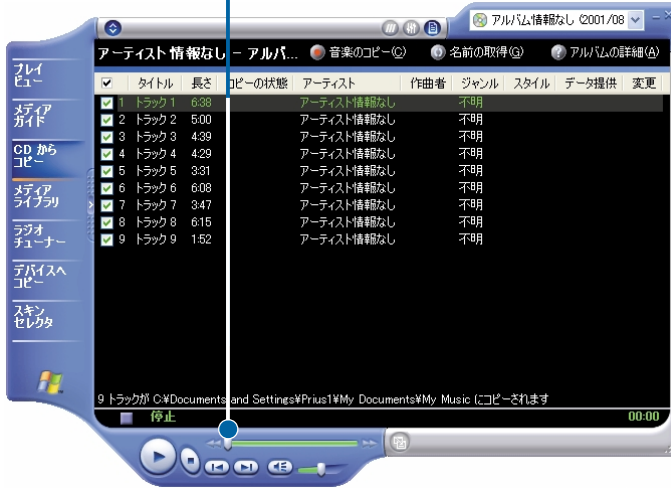 アルバム情報なし (2001/08
アーティスト情報なし - アルバ... 音楽のコピー(C) 名前の取得(G) アルバムの詳細(A)
プレイ
ビュー
メディア
ガイド
CD から
コピー
メディア
ライブラリ
ラジオ
チューナー
デバイスへ
コピー
スキン
セレクタ
タイトル 長さ コピーの状態 アーティスト 作曲者 ジャンル スタイル データ提供 変更
1 トラック 1 6:38 アーティスト情報なし 不明
2 トラック 2 5:00 アーティスト情報なし 不明
3 トラック 3 4:39 アーティスト情報なし 不明
4 トラック 4 4:29 アーティスト情報なし 不明
5 トラック 5 3:31 アーティスト情報なし 不明
6 トラック 6 6:08 アーティスト情報なし 不明
7 トラック 7 3:47 アーティスト情報なし 不明
8 トラック 8 6:15 アーティスト情報なし 不明
9 トラック 9 1:52 アーティスト情報なし 不明
9 トラックが C:¥Documents and Settings¥Prius1¥My Documents¥My Music にコピーされます
停止 00:00